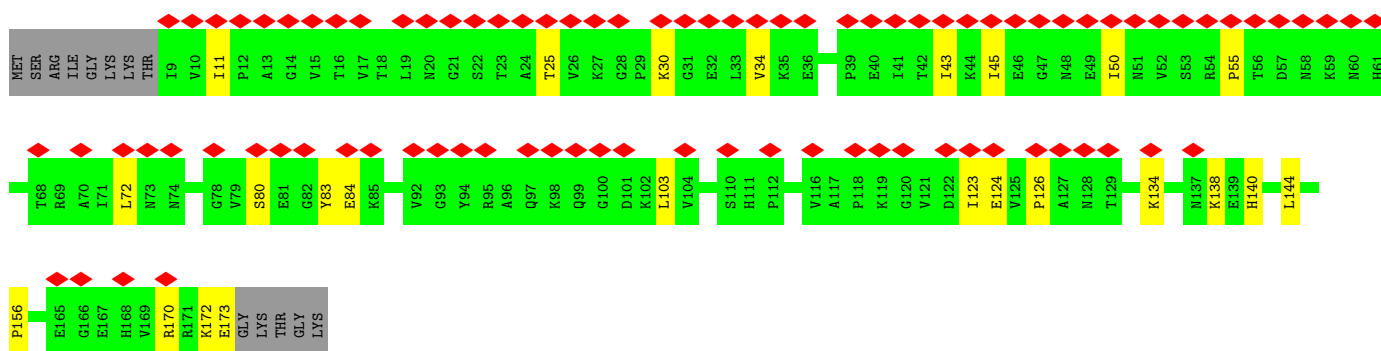 MET SER ARG ILE GLY LYS LYS THR I9 V10 I11 P12 A13 G14 V15 T16 V17 T18 L19 N20 G21 S22 T23 A24 T25 V26 K27 G28 P29 K30 G31 E32 L33 V34 K35 E36 P39 E40 I41 T42 I43 K44 I45 E46 G47 N48 E49 I50 N51 V52 S53 R54 P55 T56 D57 N58 K59 N60 H61
T68 R69 A70 I71 L72 N73 N74 G78 V79 S80 E81 G82 Y83 E84 K85 V92 G93 Y94 R95 A96 Q97 K98 Q99 G100 D101 K102 L103 V104 S110 H111 P112 V116 A117 P118 K119 G120 V121 D122 I123 E124 V125 P126 A127 N128 T129 K134 N137 K138 E139 H140 L144
P156 E165 G166 E167 H168 V169 R170 R171 K172 E173 GLY LYS THR GLY LYS